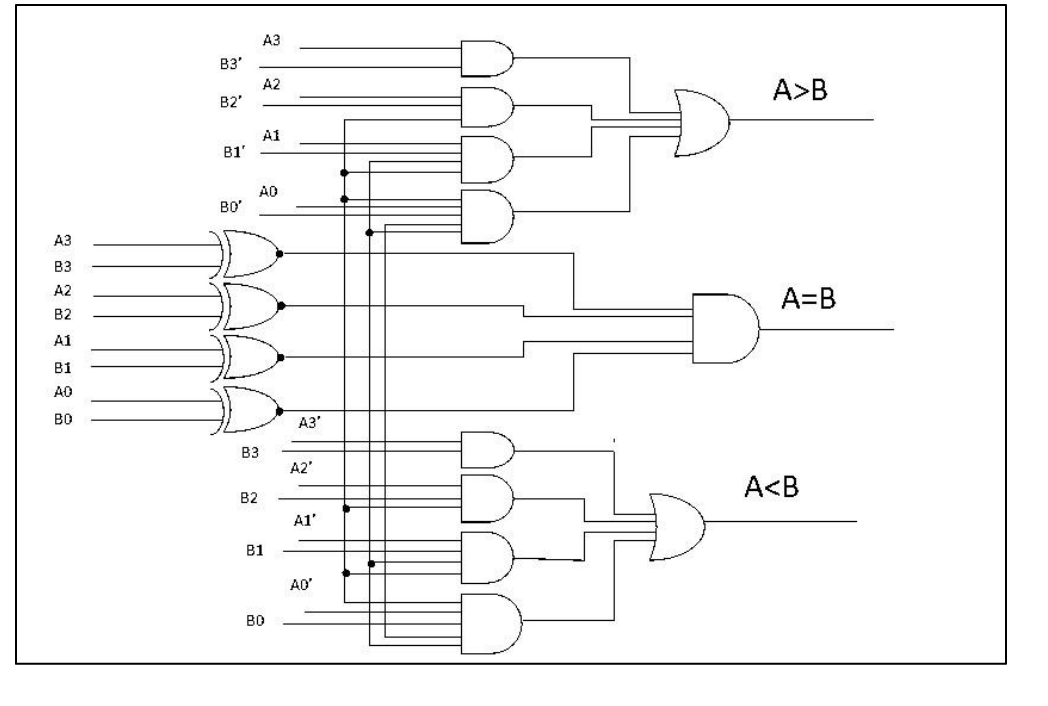 A3
B3'
A2
B2'
A>B
A1
B1'
A0
B0'
A3
B3
A2
B2
A=B
A1
B1
A0
B0
A3'
B3
A2'
B2
A<B
A1'
B1
A0'
B0